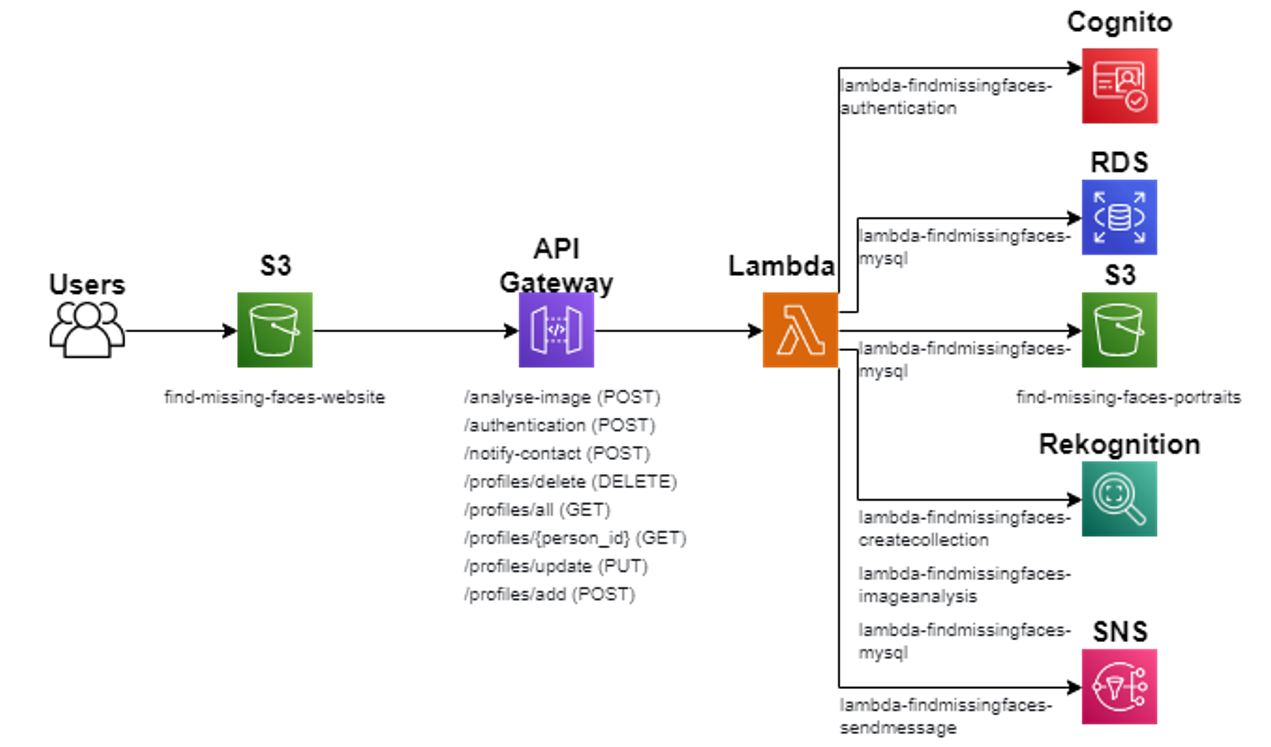 Cognito
lambda-findmissingfaces-
authentication
RDS
lambda-findmissingfaces-
mysql
Users
S3
API
Gateway
Lambda
S3
lambda-findmissingfaces-
mysql
find-missing-faces-website
find-missing-faces-portraits
/analyse-image (POST)
/authentication (POST)
/notify-contact (POST)
/profiles/delete (DELETE)
/profiles/all (GET)
/profiles/{person_id} (GET)
/profiles/update (PUT)
/profiles/add (POST)
Rekognition
lambda-findmissingfaces-
createcollection
lambda-findmissingfaces-
imageanalysis
lambda-findmissingfaces-
mysql
SNS
lambda-findmissingfaces-
sendmessage